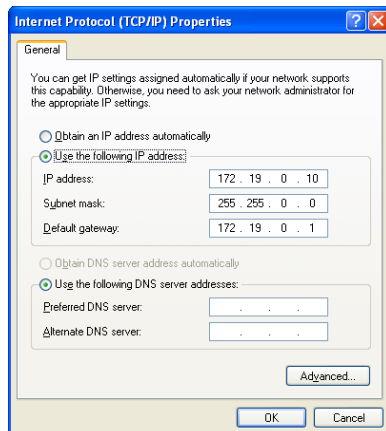 Internet Protocol (TCP/IP) Properties
General
You can get IP settings assigned automatically if your network supports
this capability. Otherwise, you need to ask your network administrator for
the appropriate IP settings.
Obtain an IP address automatically
Use the following IP address:
IP address: 172 . 19 . 0 . 10
Subnet mask: 255 . 255 . 0 . 0
Default gateway: 172 . 19 . 0 . 1
Obtain DNS server address automatically
Use the following DNS server addresses:
Preferred DNS server: . . .
Alternate DNS server: . . .
Advanced...
OK Cancel